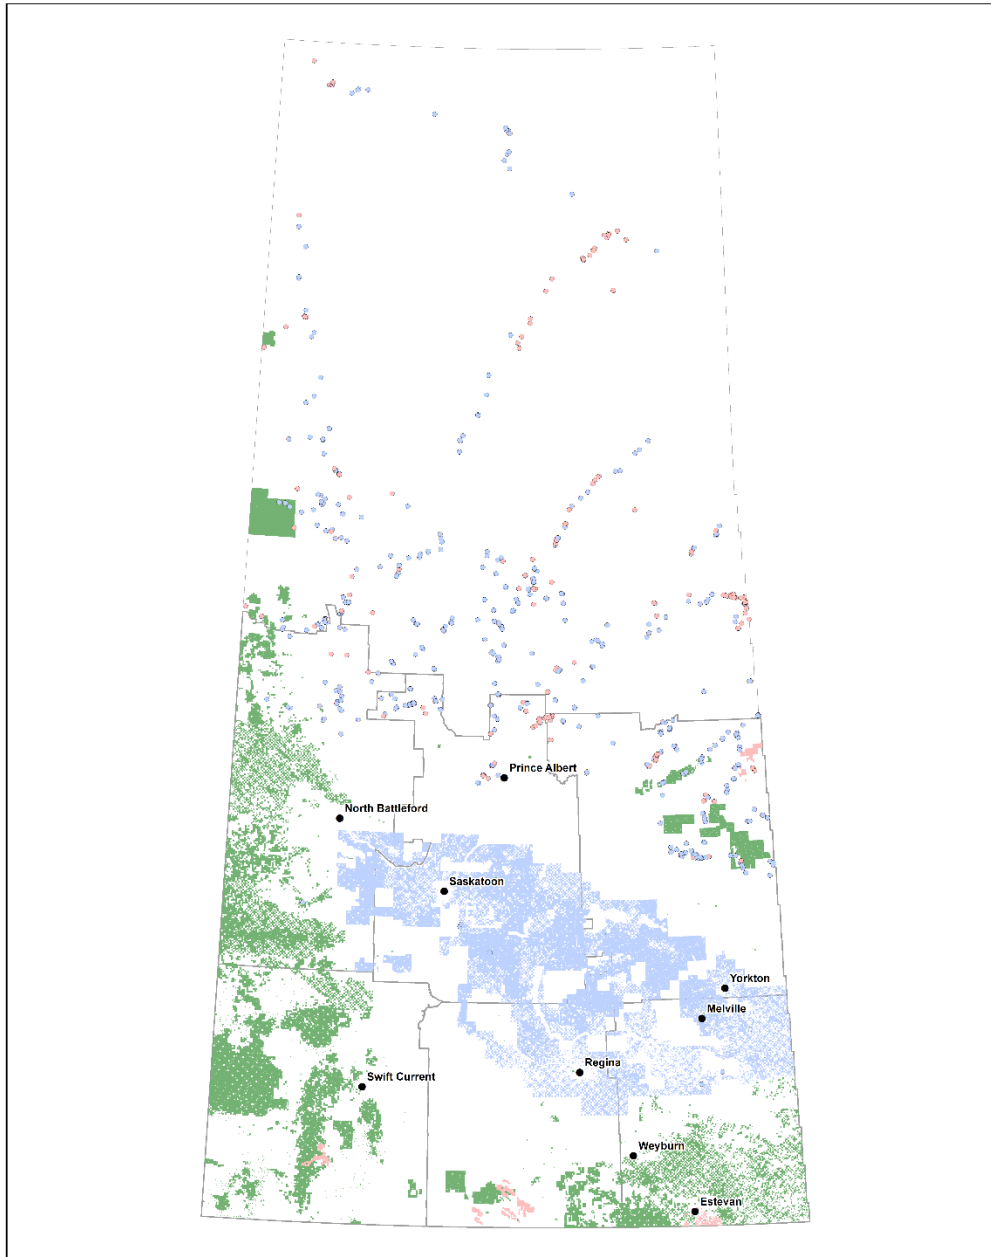 Prince Albert
North Battleford
Saskatoon
Yorkton
Melville
Regina
Swift Current
Weyburn
Estevan